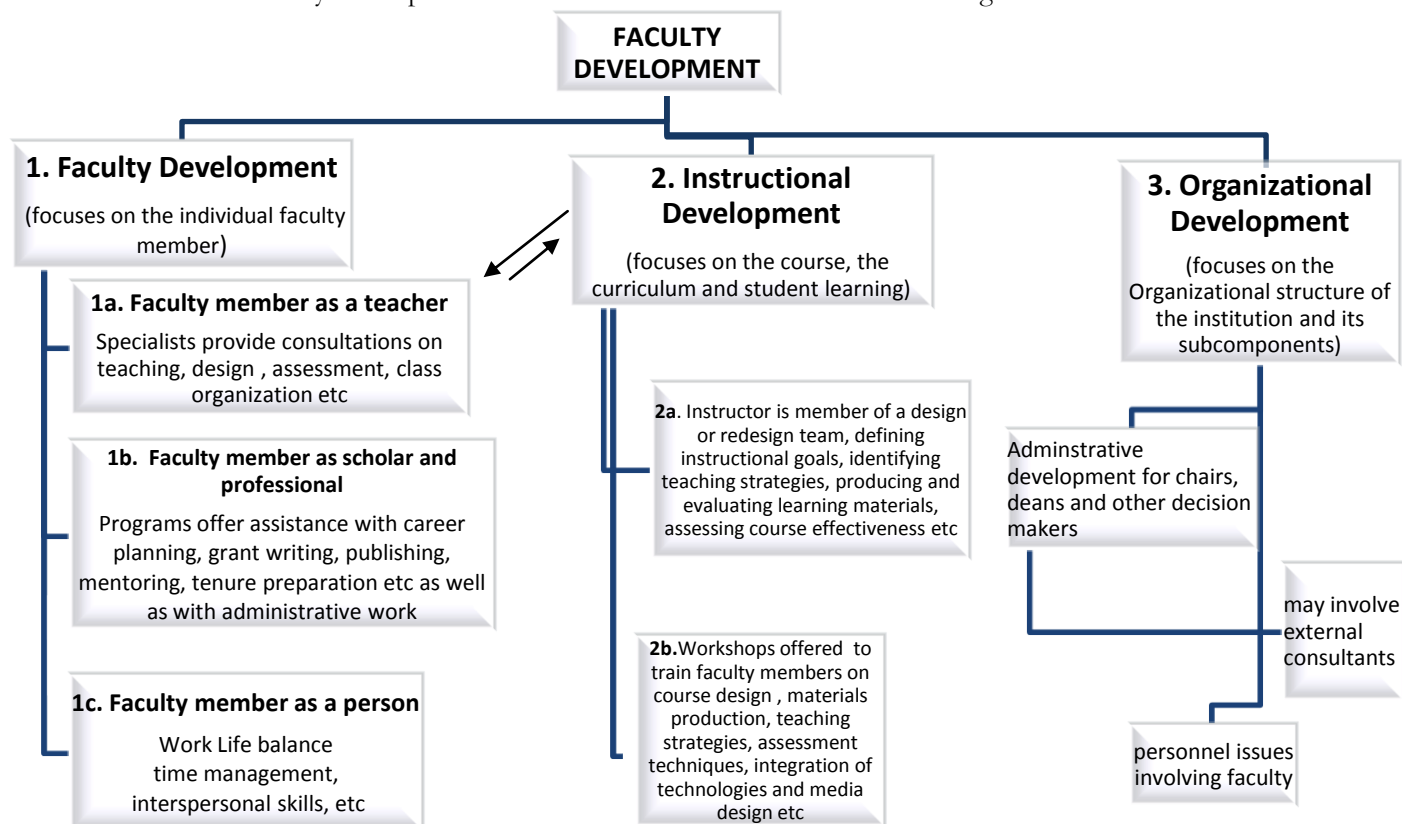 FACULTY
DEVELOPMENT
1. Faculty Development
(focuses on the individual faculty
member)
1a. Faculty member as a teacher
Specialists provide consultations on
teaching, design , assessment, class
organization etc
1b. Faculty member as scholar and
professional
Programs offer assistance with career
planning, grant writing, publishing,
mentoring, tenure preparation etc as well
as with administrative work
1c. Faculty member as a person
Work Life balance
time management,
interpersonal skills, etc
2. Instructional
Development
(focuses on the course, the
curriculum and student learning)
2a. Instructor is member of a design
or redesign team, defining
instructional goals, identifying
teaching strategies, producing and
evaluating learning materials,
assessing course effectiveness etc
2b.Workshops offered to
train faculty members on
course design , materials
production, teaching
strategies, assessment
techniques, integration of
technologies and media
design etc
3. Organizational
Development
(focuses on the
Organizational structure of
the institution and its
subcomponents)
Adminstrative
development for chairs,
deans and other decision
makers
may involve
external
consultants
personnel issues
involving faculty